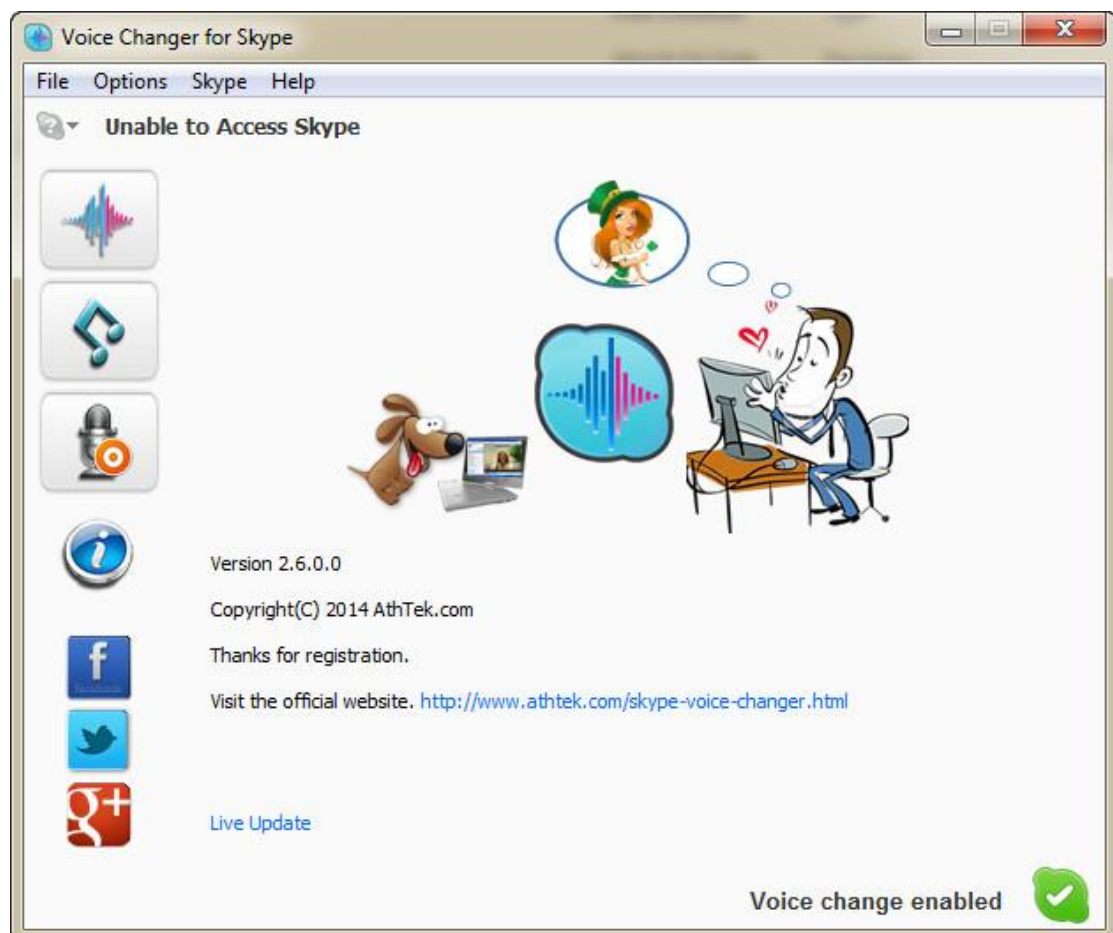 Voice Changer for Skype
File Options Skype Help
Unable to Access Skype
Version 2.6.0.0
Copyright(C) 2014 AthTek.com
Thanks for registration.
Visit the official website. http://www.athtek.com/skype-voice-changer.html
Live Update
Voice change enabled